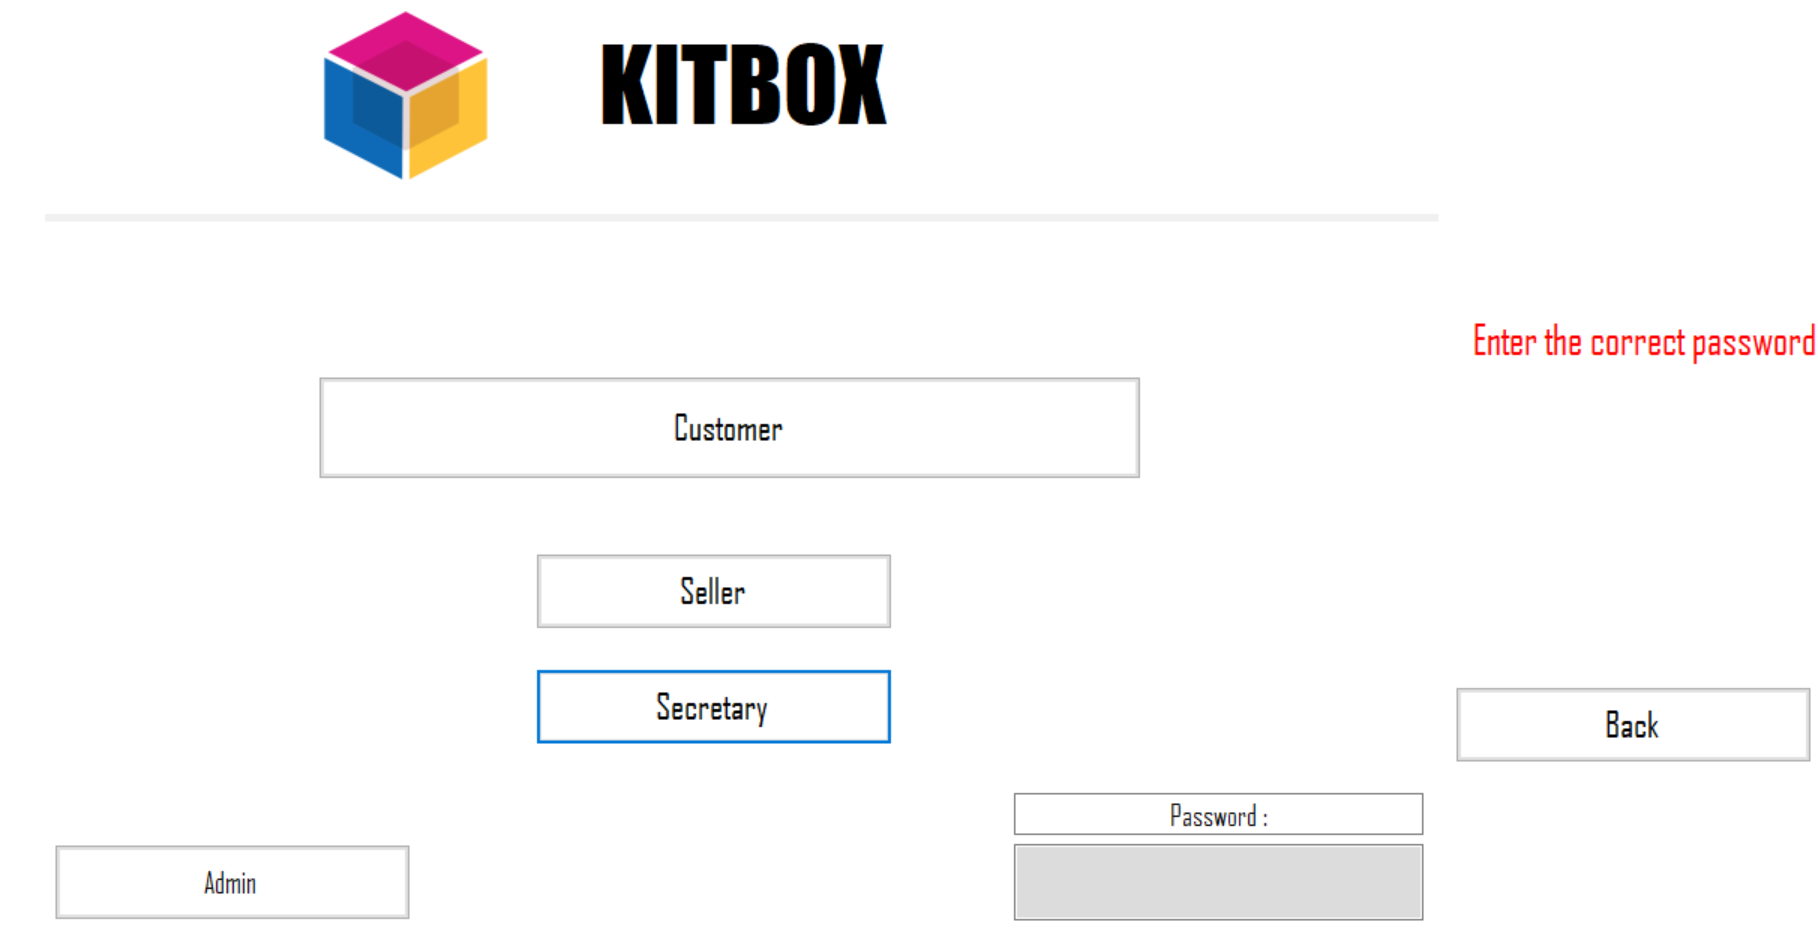 KITBOX
Enter the correct password
Customer
Seller
Secretary
Back
Password :
Admin